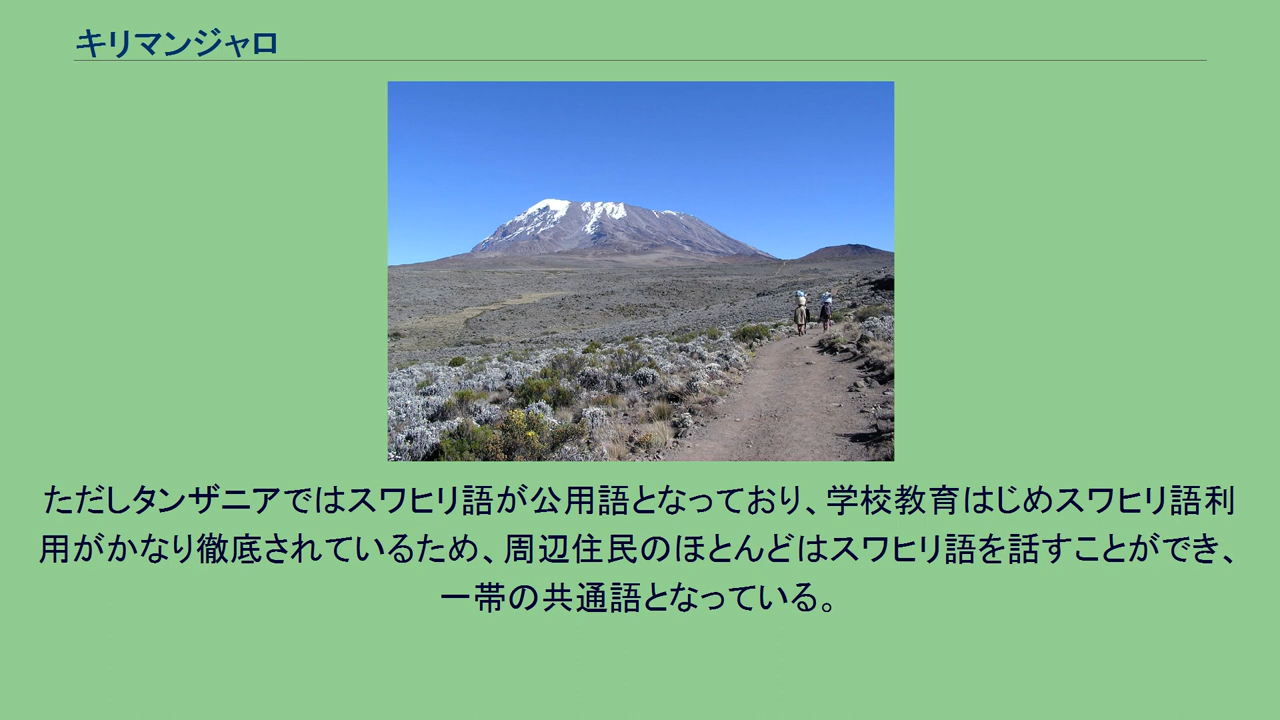 キリマンジャロ
ただしタンザニアではスワヒリ語が公用語となっており、学校教育はじめスワヒリ語利
用がかなり徹底されているため、周辺住民のほとんどはスワヒリ語を話すことができ、
一帯の共通語となっている。